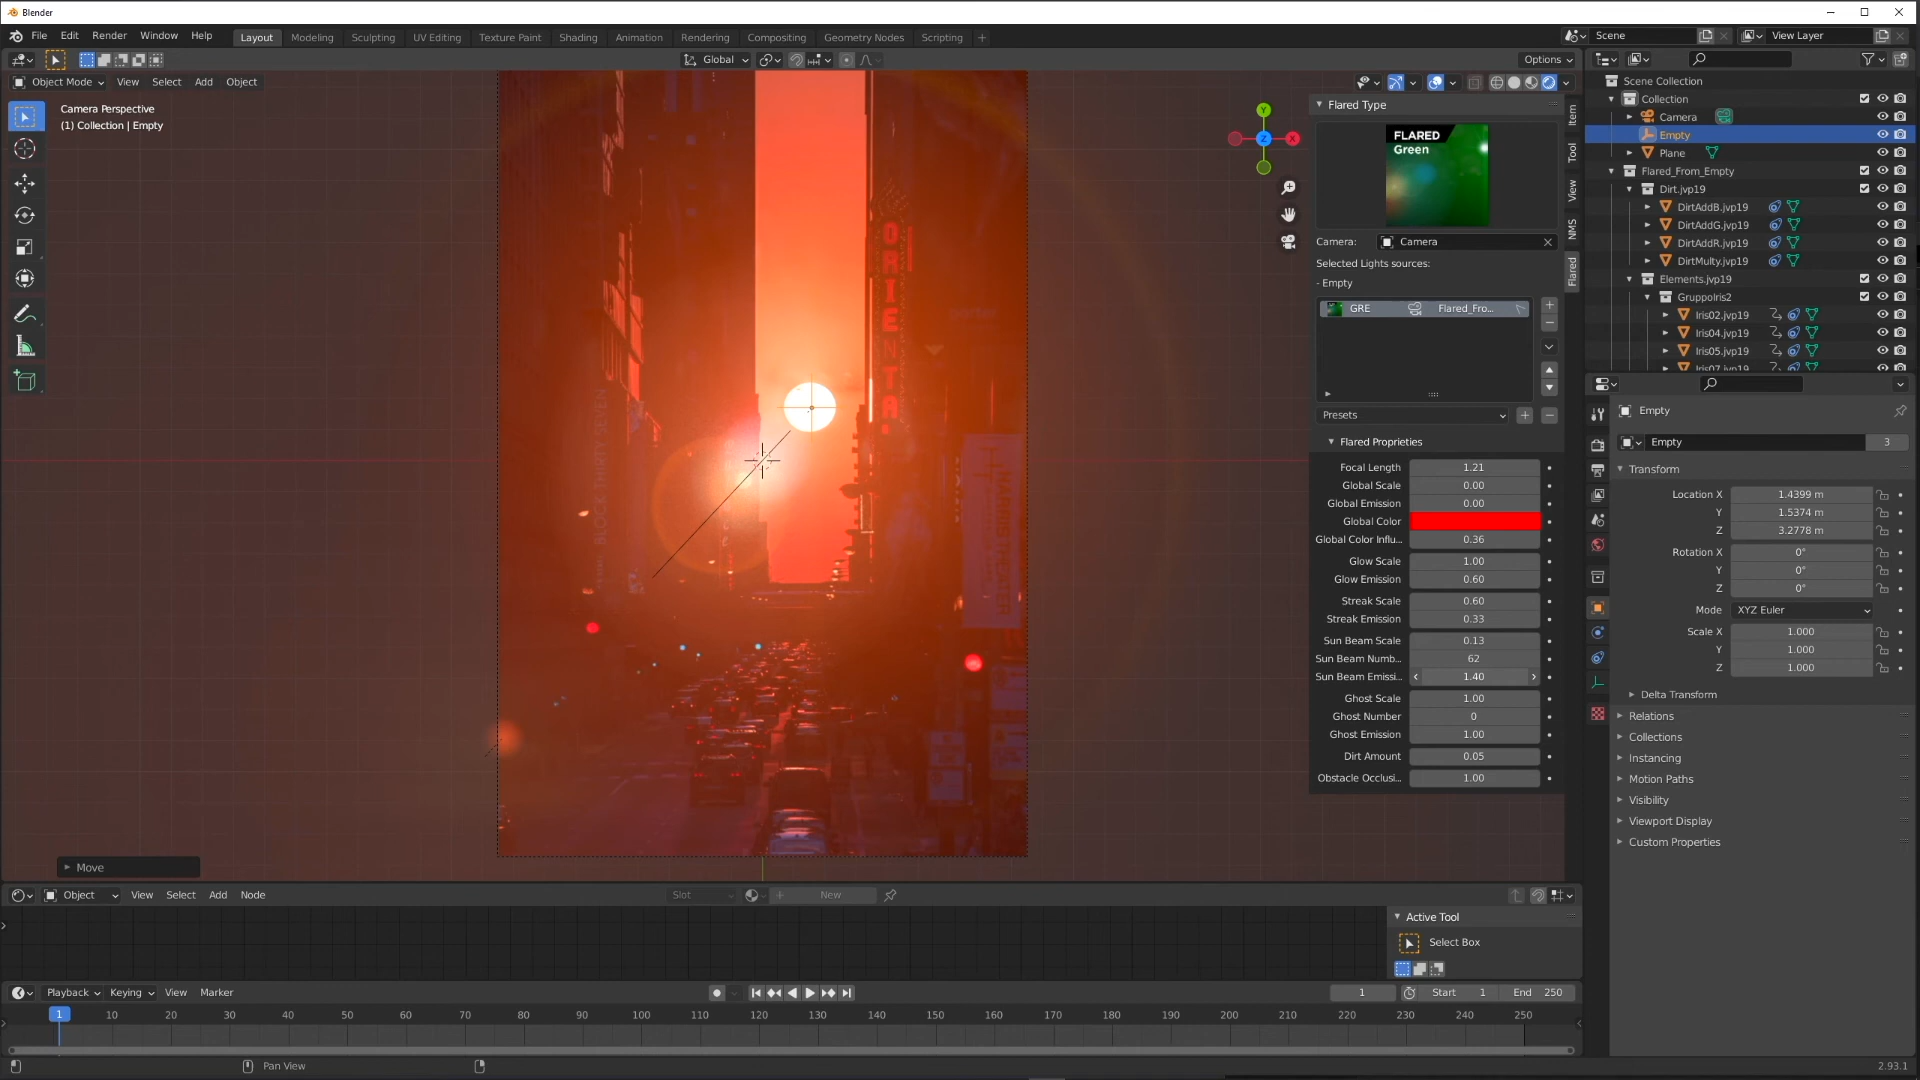 Blender
File Edit Render Window Help
Layout Modeling Sculpting UV Editing Texture Paint Shading Animation Rendering Compositing Geometry Nodes Scripting +
Scene
View Layer
Global
Options
Object Mode View Select Add Object
Camera Perspective
(1) Collection | Empty
Y
Z
X
ORIENTA
BLOCK THIRTY SEVEN
Move
Item
Tool
View
NMS
Flared
Flared Type
FLARED
Green
Camera: Camera
Selected Lights sources:
- Empty
GRE Flared_Fro...
Presets
Flared Proprieties
Focal Length 1.21
Global Scale 0.00
Global Emission 0.00
Global Color
Global Color Influ... 0.36
Glow Scale 1.00
Glow Emission 0.60
Streak Scale 0.60
Streak Emission 0.33
Sun Beam Scale 0.13
Sun Beam Numb... 62
Sun Beam Emissi... 1.40
Ghost Scale 1.00
Ghost Number 0
Ghost Emission 1.00
Dirt Amount 0.05
Obstacle Occlusi... 1.00
Scene Collection
Collection
Camera
Empty
Plane
Flared_From_Empty
Dirt.jvp19
DirtAddB.jvp19
DirtAddG.jvp19
DirtAddR.jvp19
DirtMulty.jvp19
Elements.jvp19
GruppoIris2
Iris02.jvp19
Iris04.jvp19
Iris05.jvp19
Iris07.jvp19
Empty
Empty 3
Transform
Location X 1.4399 m
Y 1.5374 m
Z 3.2778 m
Rotation X 0°
Y 0°
Z 0°
Mode XYZ Euler
Scale X 1.000
Y 1.000
Z 1.000
Delta Transform
Relations
Collections
Instancing
Motion Paths
Visibility
Viewport Display
Custom Properties
Object View Select Add Node
Slot
New
Active Tool
Select Box
Playback Keying View Marker
1
Start 1 End 250
1 10 20 30 40 50 60 70 80 90 100 110 120 130 140 150 160 170 180 190 200 210 220 230 240 250
Pan View
2.93.1